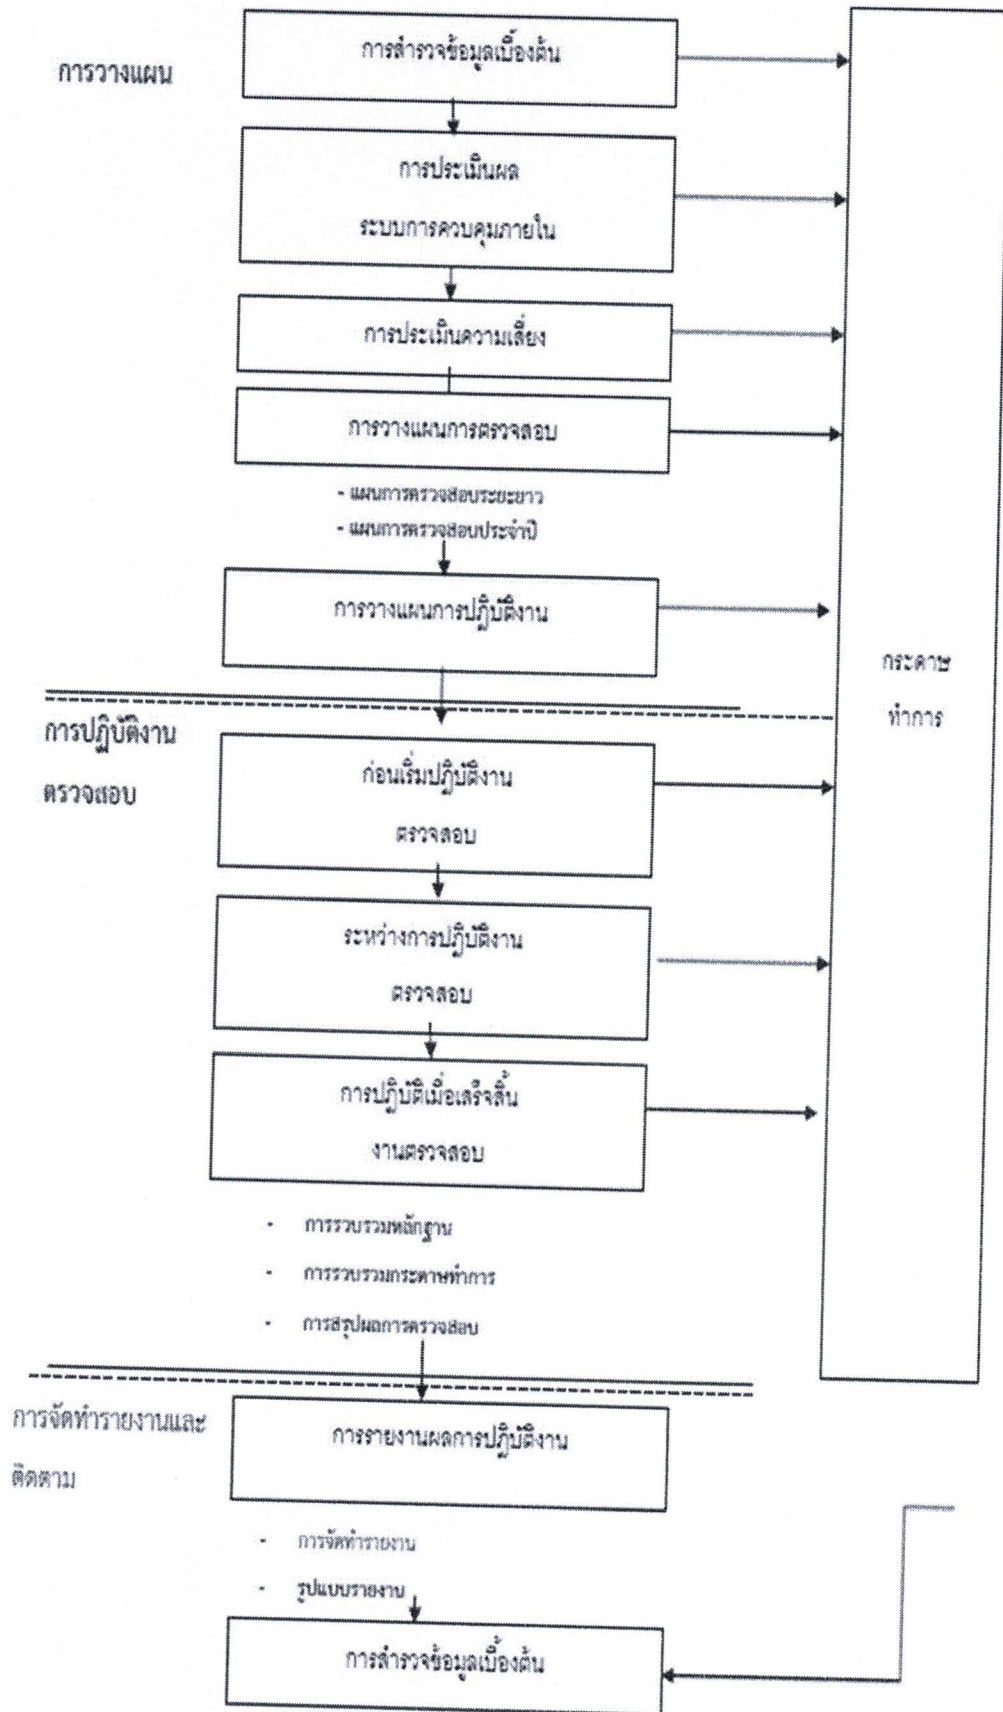 การวางแผน
การสำรวจข้อมูลเบื้องต้น
การประเมินผล
ระบบการควบคุมภายใน
การประเมินความเสี่ยง
การวางแผนการตรวจสอบ
- แผนการตรวจสอบระยะยาว
- แผนการตรวจสอบประจำปี
การวางแผนการปฏิบัติงาน
กระดาษ
ทำการ
การปฏิบัติงาน
ตรวจสอบ
ก่อนเริ่มปฏิบัติงาน
ตรวจสอบ
ระหว่างการปฏิบัติงาน
ตรวจสอบ
การปฏิบัติเมื่อเสร็จสิ้น
งานตรวจสอบ
- การรวบรวมหลักฐาน
- การรวบรวมกระดาษทำการ
- การสรุปผลการตรวจสอบ
การจัดทำรายงานและ
ติดตาม
การรายงานผลการปฏิบัติงาน
- การจัดทำรายงาน
- รูปแบบรายงาน
การสำรวจข้อมูลเบื้องต้น